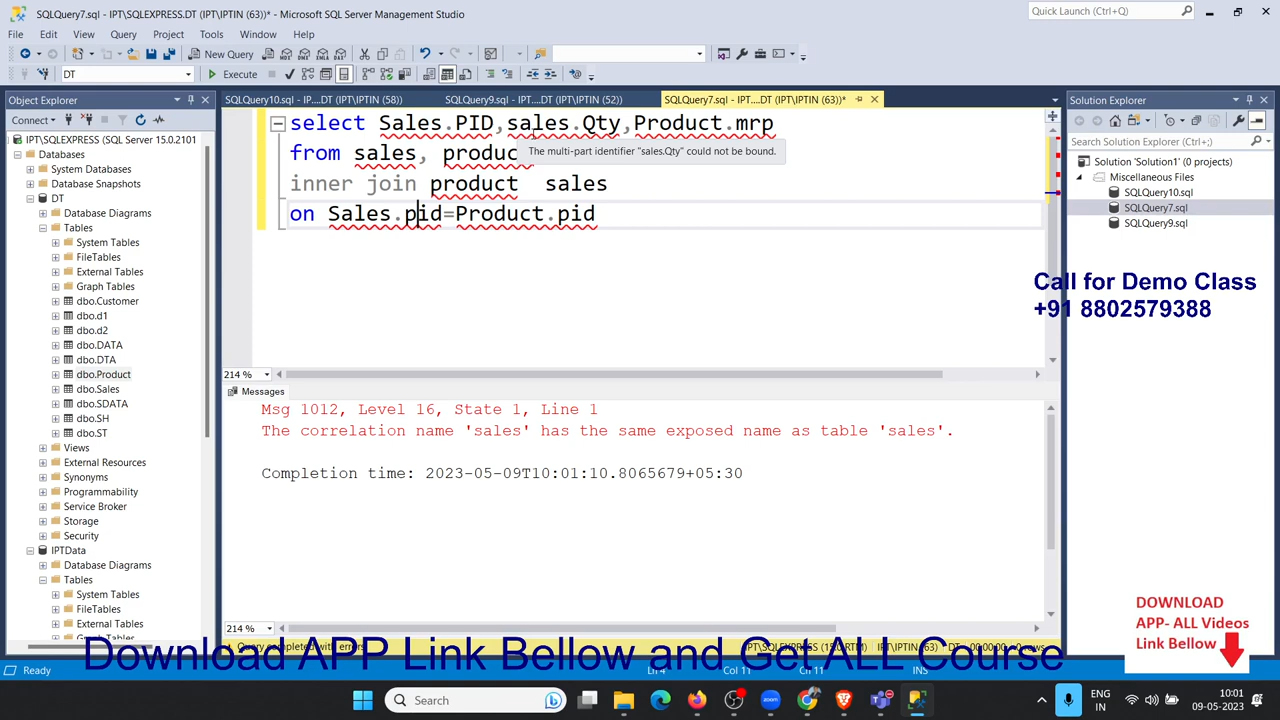 SQLQuery7.sql - IPT\SQLEXPRESS.DT (IPT\IPTIN (63))* - Microsoft SQL Server Management Studio
Quick Launch (Ctrl+Q)
File Edit View Query Project Tools Window Help
New Query
DT
Execute
Object Explorer
Connect
IPT\SQLEXPRESS (SQL Server 15.0.2101
Databases
System Databases
Database Snapshots
DT
Database Diagrams
Tables
System Tables
FileTables
External Tables
Graph Tables
dbo.Customer
dbo.d1
dbo.d2
dbo.DATA
dbo.DTA
dbo.Product
dbo.Sales
dbo.SDATA
dbo.SH
dbo.ST
Views
External Resources
Synonyms
Programmability
Service Broker
Storage
Security
IPTData
Database Diagrams
Tables
System Tables
FileTables
External Tables
Graph Tables
SQLQuery10.sql - IP....DT (IPT\IPTIN (58))
SQLQuery9.sql - IPT....DT (IPT\IPTIN (52))
SQLQuery7.sql - IPT....DT (IPT\IPTIN (63))*
select Sales.PID,sales.Qty,Product.mrp
from sales, produc
The multi-part identifier "sales.Qty" could not be bound.
inner join product sales
on Sales.pid=Product.pid
214 %
Messages
Msg 1012, Level 16, State 1, Line 1
The correlation name 'sales' has the same exposed name as table 'sales'.
Completion time: 2023-05-09T10:01:10.8065679+05:30
214 %
Solution Explorer
Search Solution Explorer (Ctrl+;)
Solution 'Solution1' (0 projects)
Miscellaneous Files
SQLQuery10.sql
SQLQuery7.sql
SQLQuery9.sql
Call for Demo Class
+91 8802579388
DOWNLOAD
APP- ALL Videos
Link Bellow
Download APP Link Bellow and Get ALL Course
Ready
Ln 4
Col 11
Ch 11
INS
Search
zoom
ENG
IN
10:01
09-05-2023